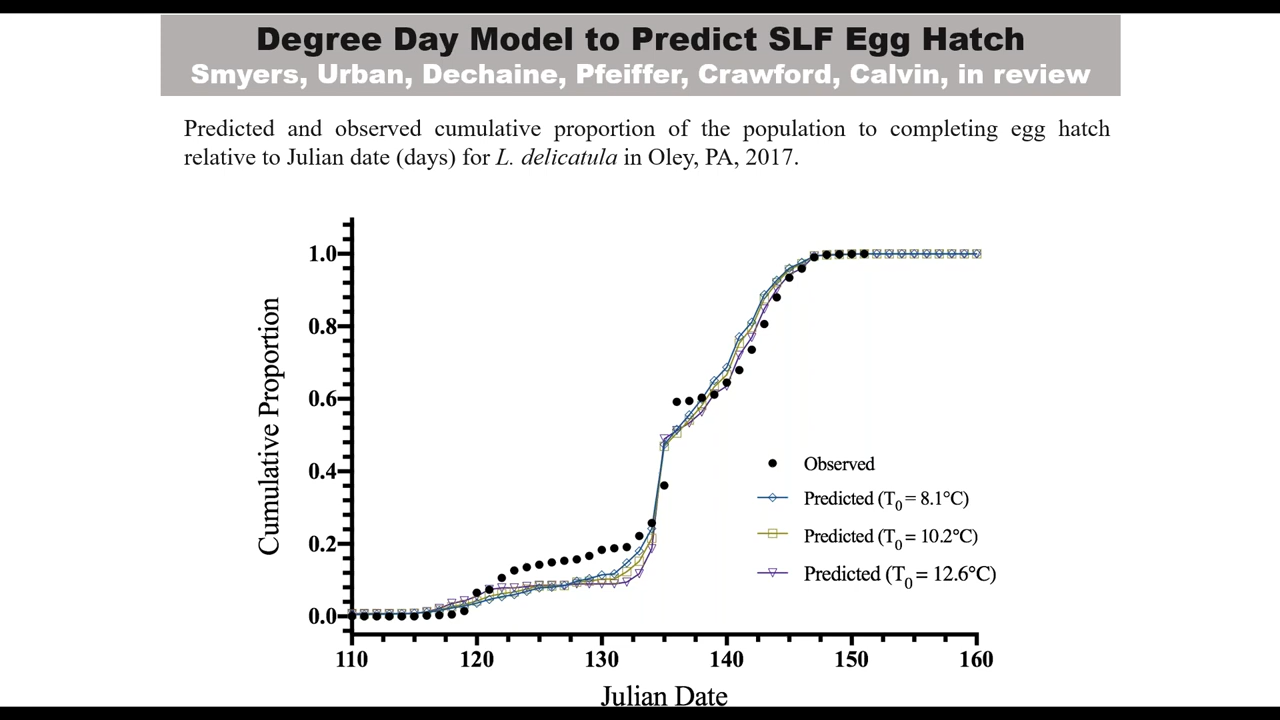 Degree Day Model to Predict SLF Egg Hatch
Smyers, Urban, Dechaine, Pfeiffer, Crawford, Calvin, in review
Predicted and observed cumulative proportion of the population to completing egg hatch
relative to Julian date (days) for L. delicatula in Oley, PA, 2017.
1.0
0.8
0.6
0.4
0.2
0.0
Cumulative Proportion
Observed
Predicted (T0 = 8.1°C)
Predicted (T0 = 10.2°C)
Predicted (T0 = 12.6°C)
110 120 130 140 150 160
Julian Date